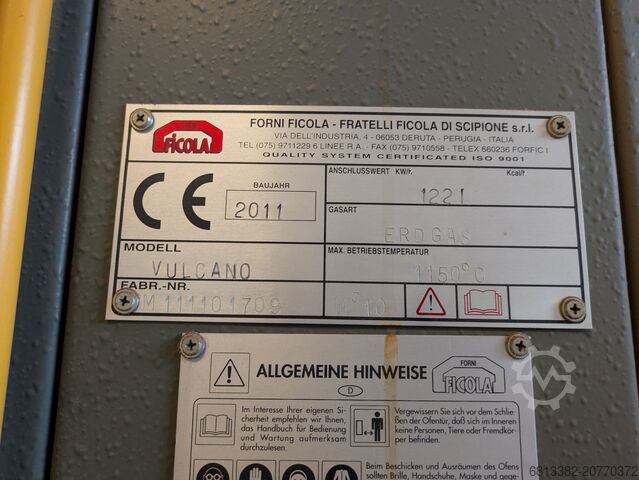 FICOLA
FORNI FICOLA - FRATELLI FICOLA DI SCIPIONE s.r.l.
VIA DELL'INDUSTRIA, 4 - 06053 DERUTA - PERUGIA - ITALIA
TEL (075) 9711229 6 LINEE R.A. - FAX (075) 9710558 - TELEX 660236 FORFIC I
QUALITY SYSTEM CERTIFICATED ISO 9001
CE
BAUJAHR
2011
ANSCHLUSSWERT KW/h
Kcal/h
1221
GASART
ERDGAS
MODELL
VULCANO
MAX. BETRIEBSTEMPERATUR
1150°C
FABR.-NR.
M 111101709
ALLGEMEINE HINWEISE
D
FORNI
FICOLA
Im Interesse Ihrer eigenen Si-
cherheit empfehlen wir Ihnen
das Handbuch für Bedienung
und Wartung aufmerksam
durchzulesen.
Vergewissern Sie sich vor dem Schlie-
ßen der Ofentür, daß sich im Inneren
keine Personen, Tiere oder Fremdkör-
per befinden.
Beim Beschicken und Ausräumen des Ofens
sollten Brille, Handschuhe, Maske und geeig-
6813382-20770372